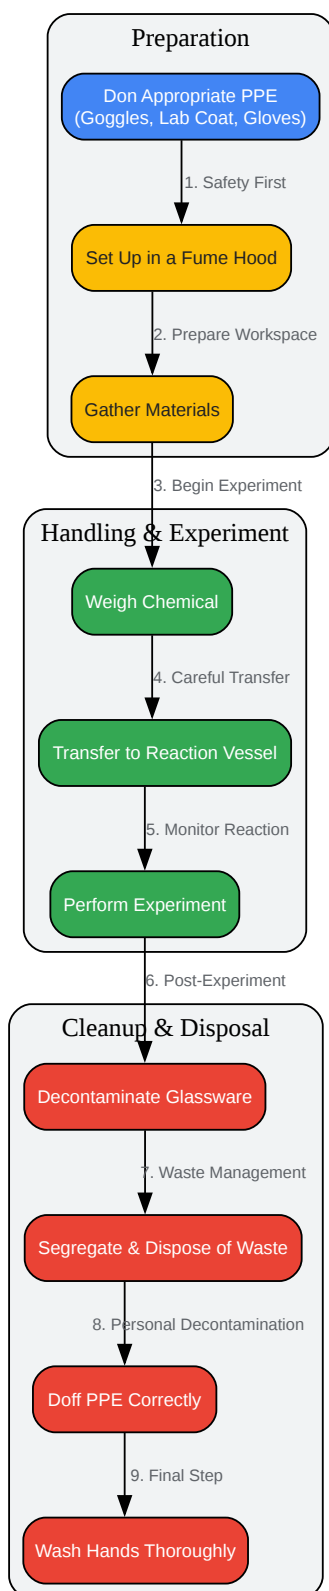 Preparation
Don Appropriate PPE
(Goggles, Lab Coat, Gloves)
1. Safety First
Set Up in a Fume Hood
2. Prepare Workspace
Gather Materials
3. Begin Experiment
Handling & Experiment
Weigh Chemical
4. Careful Transfer
Transfer to Reaction Vessel
5. Monitor Reaction
Perform Experiment
6. Post-Experiment
Cleanup & Disposal
Decontaminate Glassware
7. Waste Management
Segregate & Dispose of Waste
8. Personal Decontamination
Doff PPE Correctly
9. Final Step
Wash Hands Thoroughly